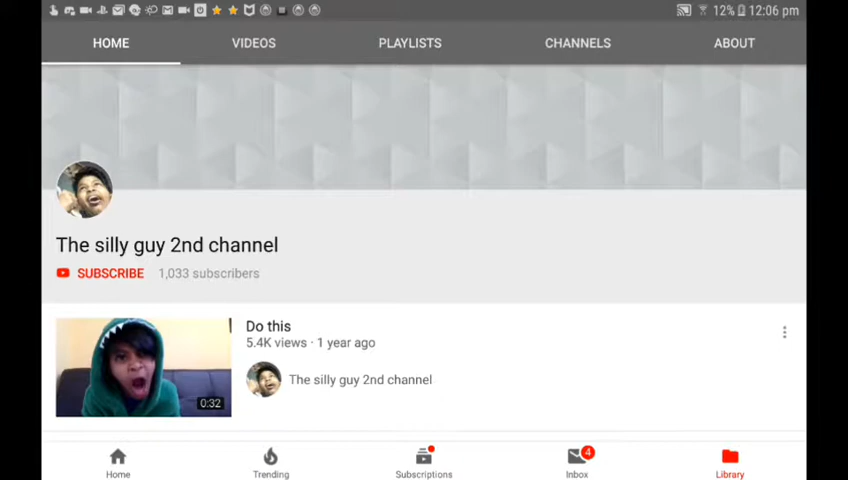 12% 12:06 pm
HOME VIDEOS PLAYLISTS CHANNELS ABOUT
The silly guy 2nd channel
SUBSCRIBE 1,033 subscribers
Do this
5.4K views · 1 year ago
The silly guy 2nd channel
0:32
4
Home Trending Subscriptions Inbox Library